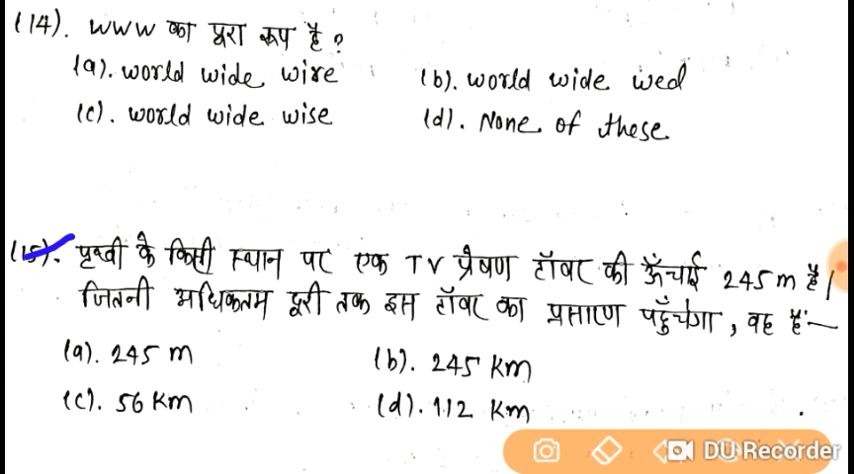 (14). WWW का पूरा रूप है ?
(a). world wide wire (b). world wide wed
(c). world wide wise (d). None of these
(15). पृथ्वी के किसी स्थान पर एक TV प्रेषण टॉवर की ऊँचाई 245 m है।
जितनी अधिकतम दूरी तक इस टॉवर का प्रसारण पहुँचेगा, वह है:—
(a). 245 m (b). 245 Km
(c). 56 Km (d). 112 Km.
DU Recorder